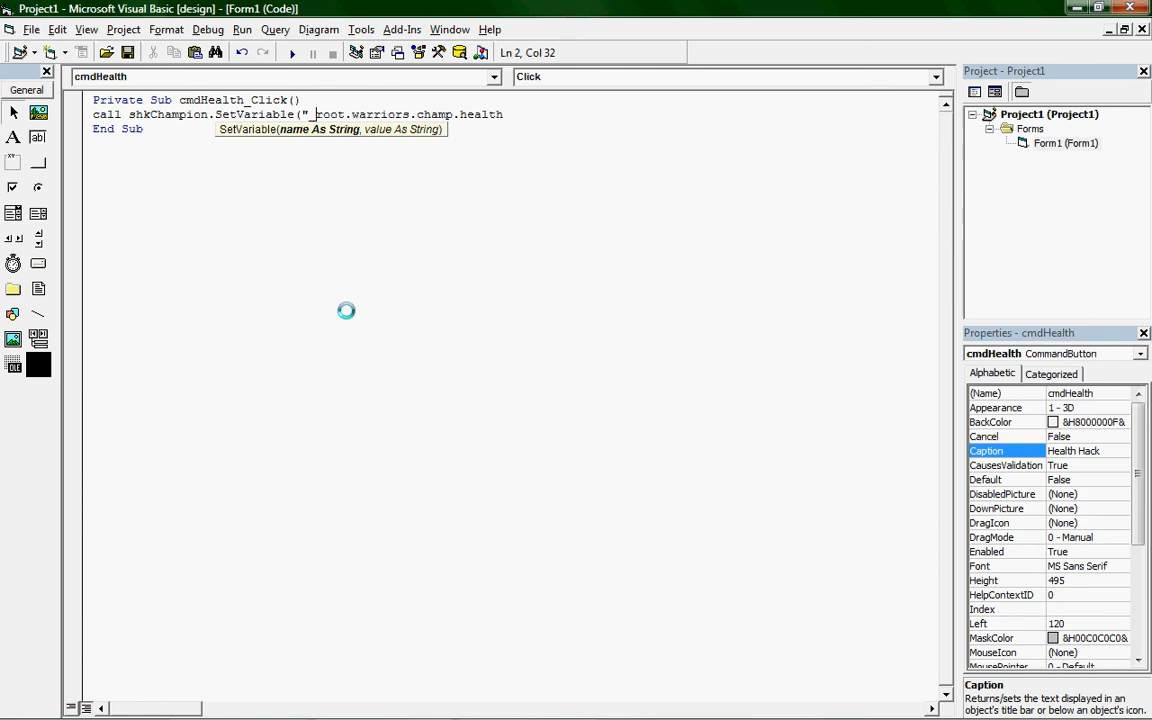 Project1 - Microsoft Visual Basic [design] - [Form1 (Code)]
File Edit View Project Format Debug Run Query Diagram Tools Add-Ins Window Help
Ln 2, Col 32
General
cmdHealth
Click
Private Sub cmdHealth_Click()
call shkChampion.SetVariable("_root.warriors.champ.health
End Sub
SetVariable(name As String, value As String)
Project - Project1
Project1 (Project1)
Forms
Form1 (Form1)
Properties - cmdHealth
cmdHealth CommandButton
Alphabetic Categorized
(Name) cmdHealth
Appearance 1 - 3D
BackColor &H8000000F&
Cancel False
Caption Health Hack
CausesValidation True
Default False
DisabledPicture (None)
DownPicture (None)
DragIcon (None)
DragMode 0 - Manual
Enabled True
Font MS Sans Serif
Height 495
HelpContextID 0
Index
Left 120
MaskColor &H00C0C0C0&
MouseIcon (None)
MousePointer 0 - Default
Caption
Returns/sets the text displayed in an
object's title bar or below an object's icon.
OLE